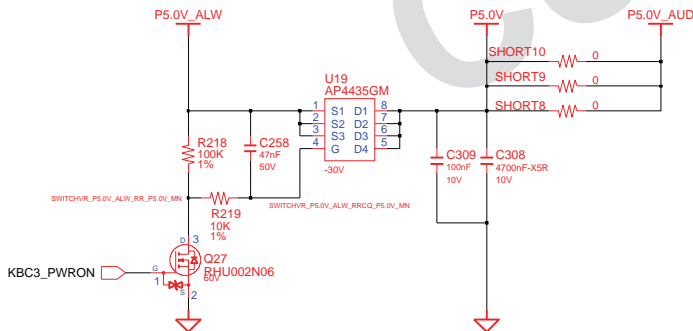 P5.0V_ALW
P5.0V
P5.0V_AUD
SHORT10
0
SHORT9
0
SHORT8
0
U19
AP4435GM
1 S1 D1 8
2 S2 D2 7
3 S3 D3 6
4 G D4 5
-30V
R218
100K
1%
C258
47nF
50V
C309
100nF
10V
C308
4700nF-X5R
10V
SWITCHVR_P5.0V_ALW_RR_P5.0V_MN
R219
10K
1%
SWITCHVR_P5.0V_ALW_RRCQ_P5.0V_MN
D 3
Q27
RHU002N06
60V
KBC3_PWRON
G
1
S
2